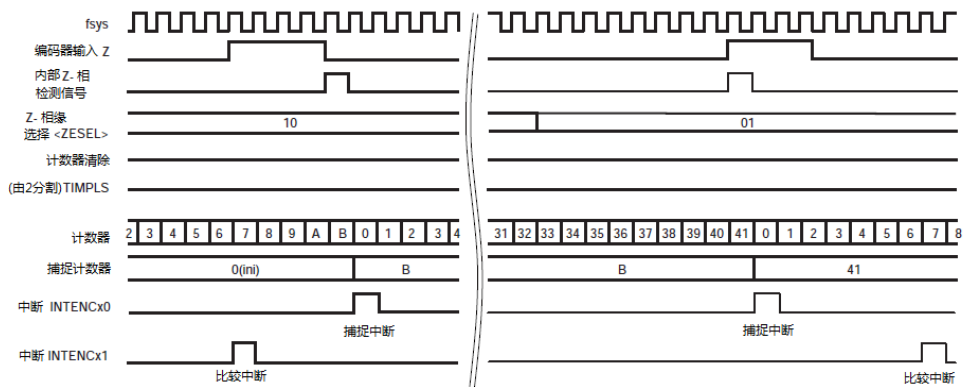 fsys
编码器输入 Z
内部 Z- 相
检测信号
Z- 相缘
选择 <ZESEL>
10
01
计数器清除
(由2分割)TIMPLS
计数器
2 3 4 5 6 7 8 9 A B 0 1 2 3 4
31 32 33 34 35 36 37 38 39 40 41 0 1 2 3 4 5 6 7 8
捕捉计数器
0(ini)
B
B
41
中断 INTENCx0
捕捉中断
捕捉中断
中断 INTENCx1
比较中断
比较中断